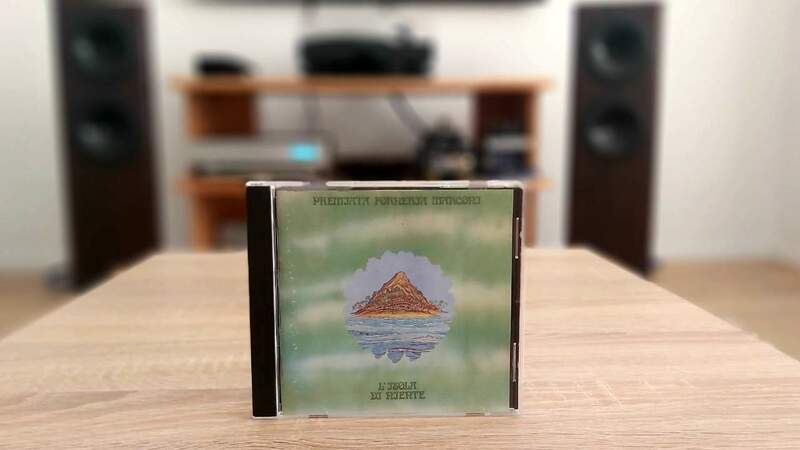 PREMIATA FORNERIA MARCONI
L'ISOLA
DI NIENTE